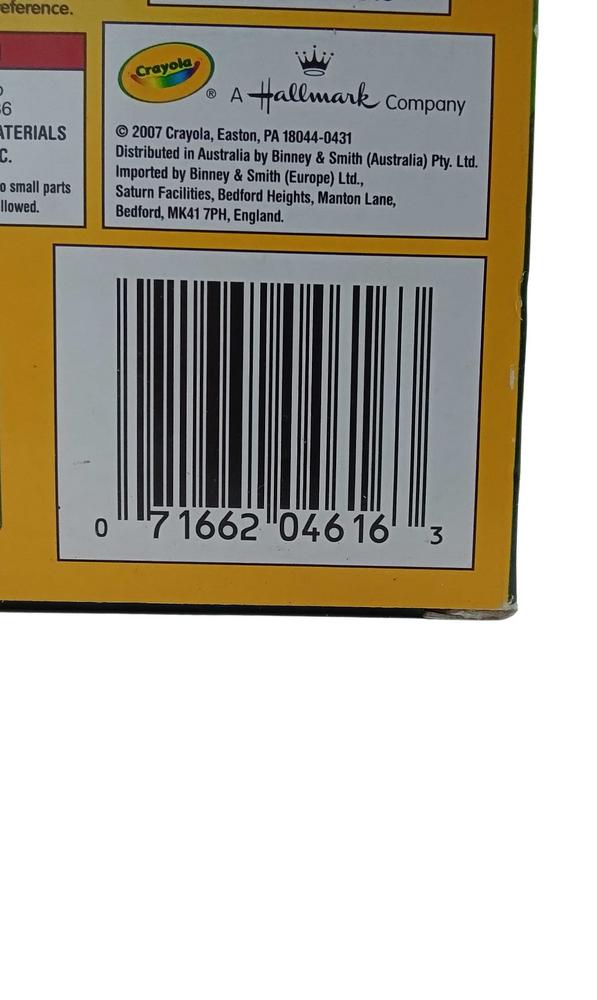 eference.
ATERIALS
C.
o small parts
llowed.
Crayola
® A Hallmark Company
© 2007 Crayola, Easton, PA 18044-0431
Distributed in Australia by Binney & Smith (Australia) Pty. Ltd.
Imported by Binney & Smith (Europe) Ltd.,
Saturn Facilities, Bedford Heights, Manton Lane,
Bedford, MK41 7PH, England.
0 71662 04616 3